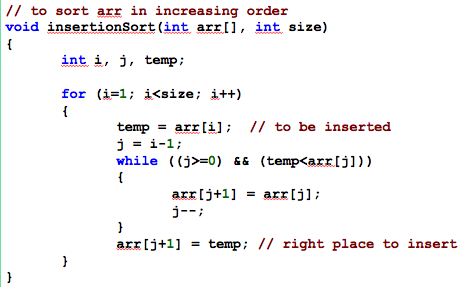 // to sort arr in increasing order
void insertionSort(int arr[], int size)
{
int i, j, temp;
for (i=1; i<size; i++)
{
temp = arr[i];  // to be inserted
j = i-1;
while ((j>=0) && (temp<arr[j]))
{
arr[j+1] = arr[j];
j--;
}
arr[j+1] = temp; // right place to insert
}
}